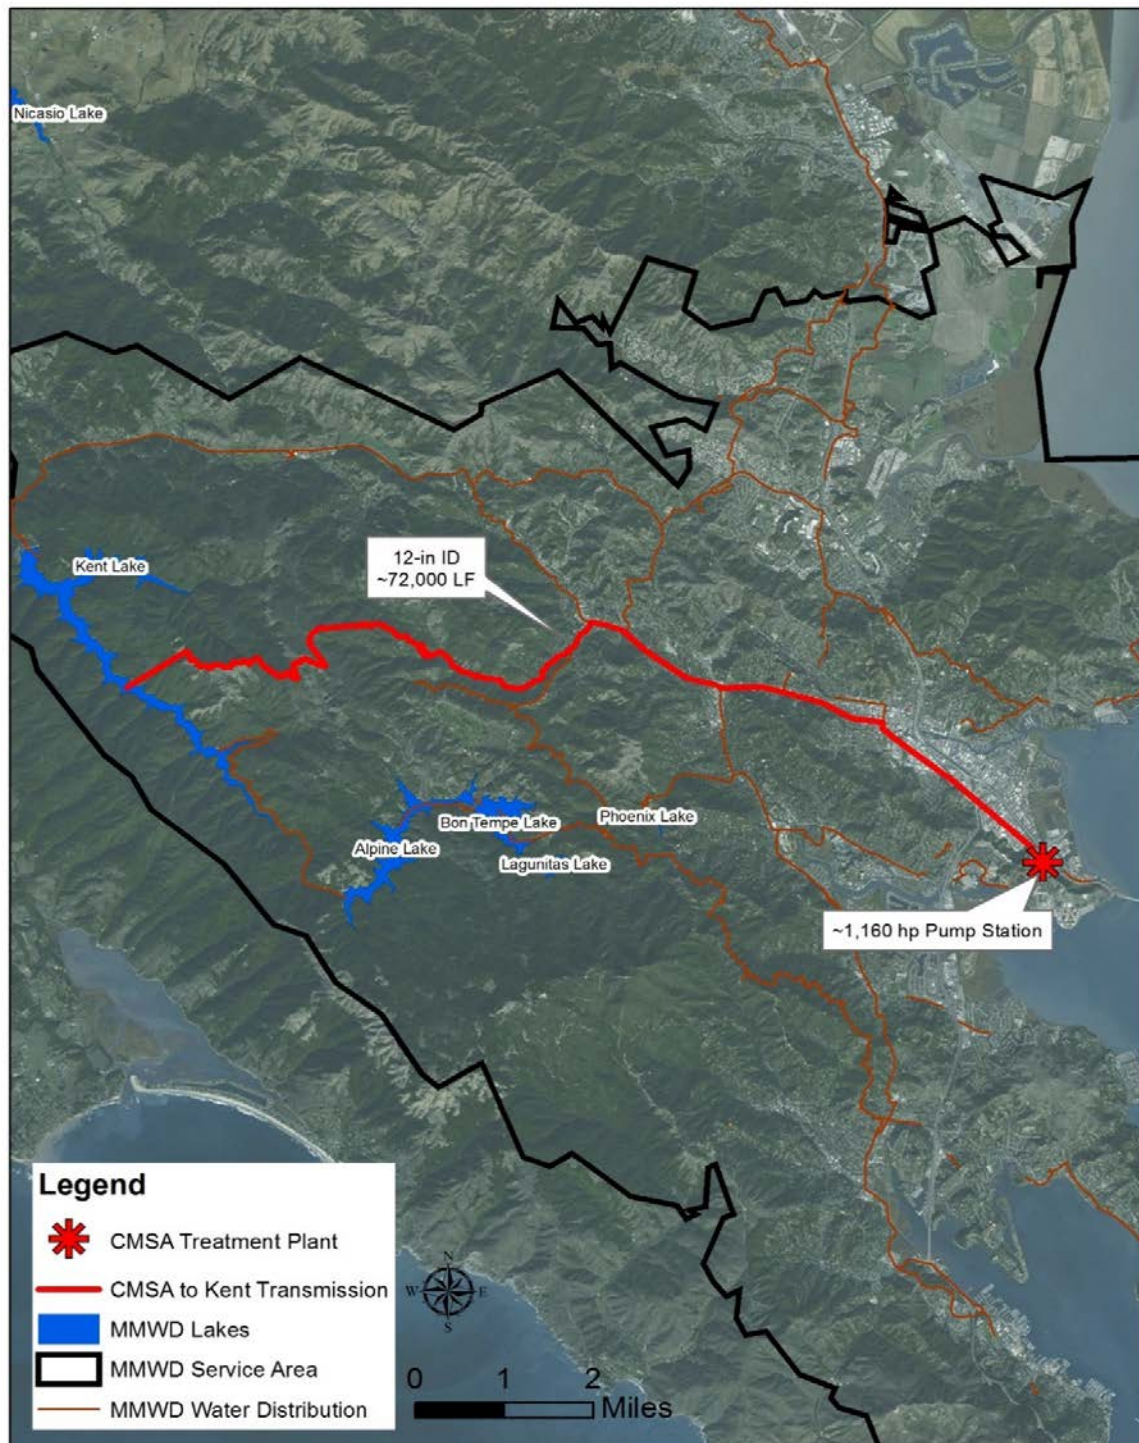 Nicasio Lake
12-in ID
~72,000 LF
Kent Lake
Phoenix Lake
Bon Tempe Lake
Alpine Lake
Lagunitas Lake
~1,160 hp Pump Station
Legend
CMSA Treatment Plant
CMSA to Kent Transmission
MMWD Lakes
MMWD Service Area
MMWD Water Distribution
N
W E
S
0 1 2
Miles